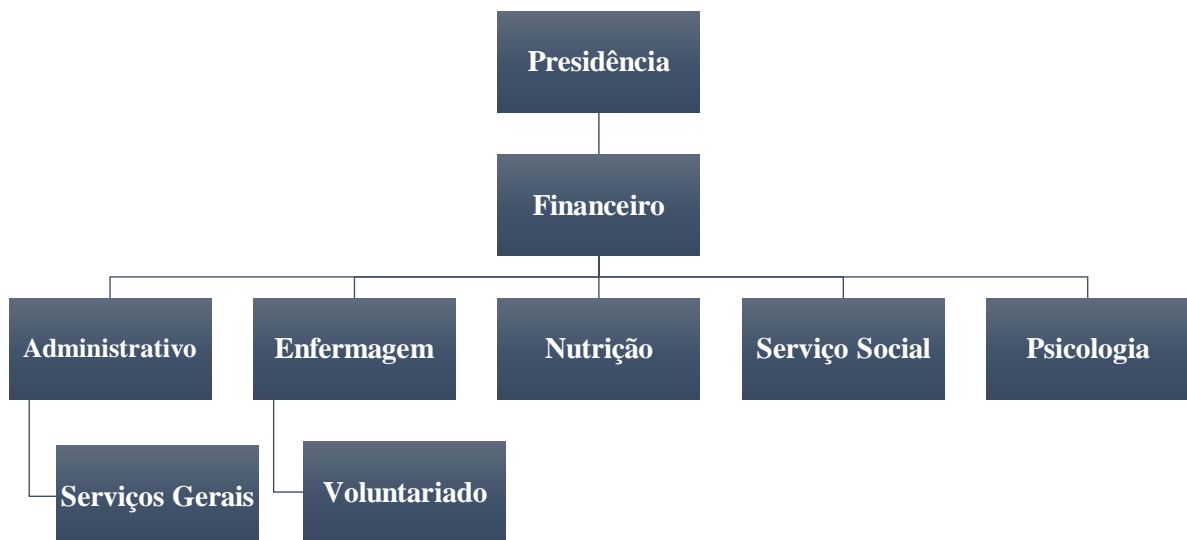 Presidência
Financeiro
Administrativo
Enfermagem
Nutrição
Serviço Social
Psicologia
Serviços Gerais
Voluntariado